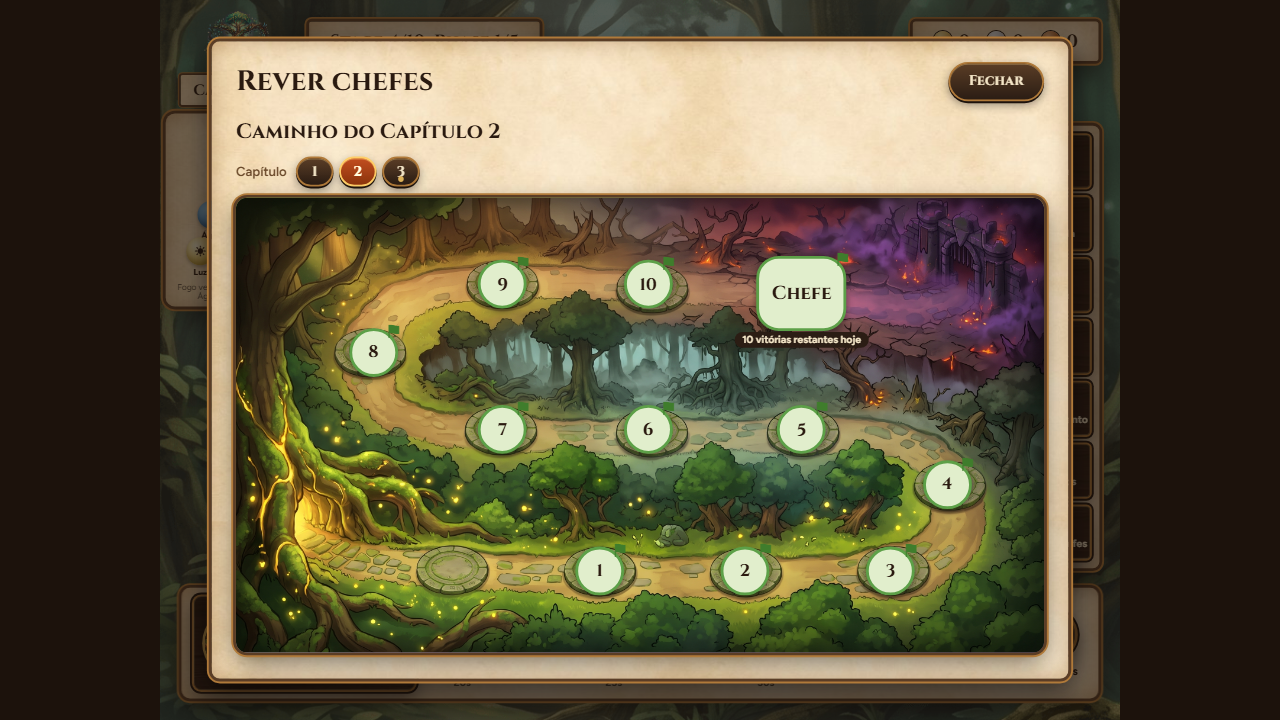 Rever chefes
Fechar
Caminho do Capítulo 2
Capítulo 1 2 3
9 10 Chefe
10 vitórias restantes hoje
8
7 6 5
4
1 2 3